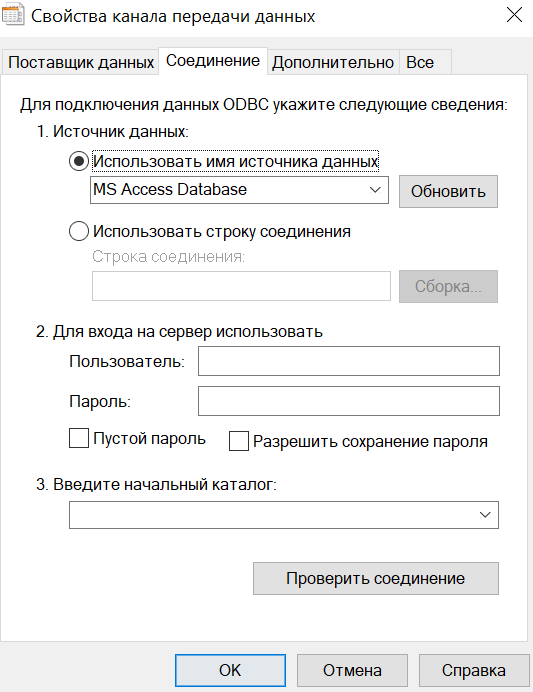 Свойства канала передачи данных
Поставщик данных Соединение Дополнительно Все
Для подключения данных ODBC укажите следующие сведения:
1. Источник данных:
Использовать имя источника данных
MS Access Database Обновить
Использовать строку соединения
Строка соединения:
Сборка...
2. Для входа на сервер использовать
Пользователь:
Пароль:
Пустой пароль Разрешить сохранение пароля
3. Введите начальный каталог:
Проверить соединение
OK Отмена Справка